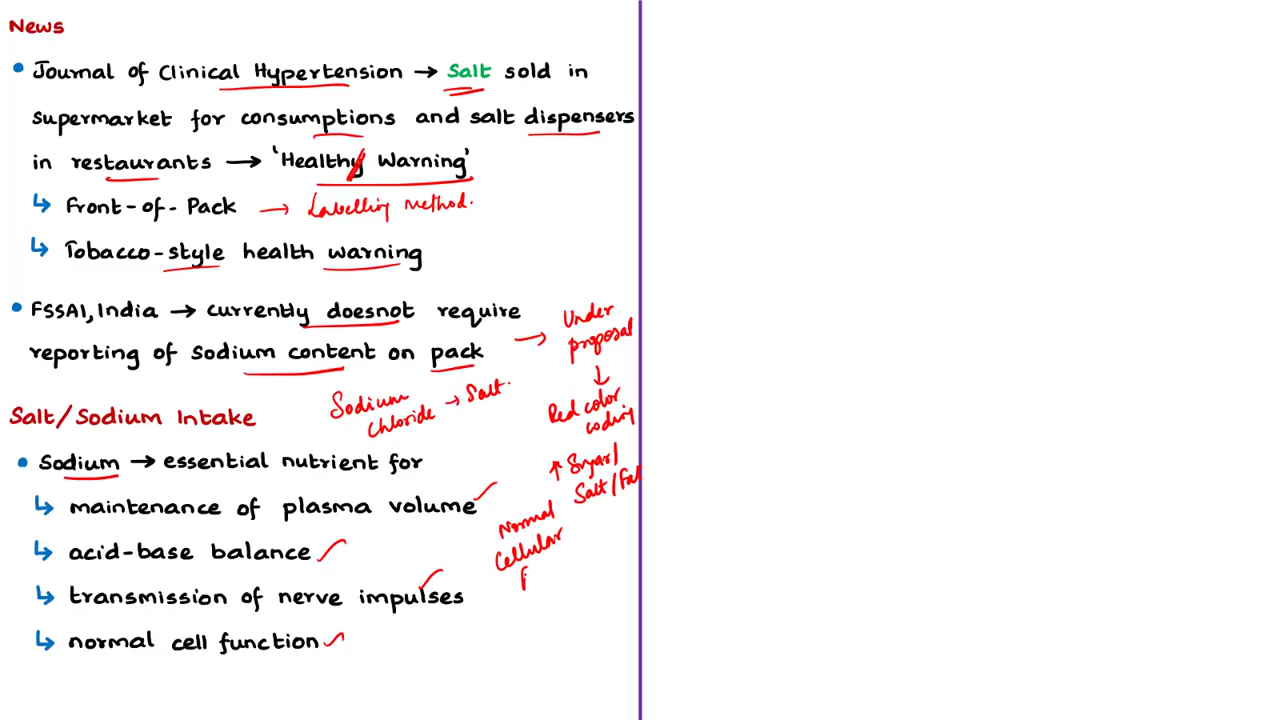 News
• Journal of Clinical Hypertension → Salt sold in
supermarket for consumptions and salt dispensers
in restaurants → 'Healthy Warning'
↳ Front-of-Pack → Labelling method.
↳ Tobacco-style health warning
• FSSAI, India → currently doesnot require
reporting of Sodium content on pack
→ Under
proposal
↓
Red color
coding
↑ Sugar/
Salt/Fat
Sodium
chloride → Salt.
Salt/Sodium Intake
• Sodium → essential nutrient for
↳ maintenance of plasma volume ✓
↳ acid-base balance ✓
↳ transmission of nerve impulses ✓
↳ normal cell function ✓
Normal
Cellular